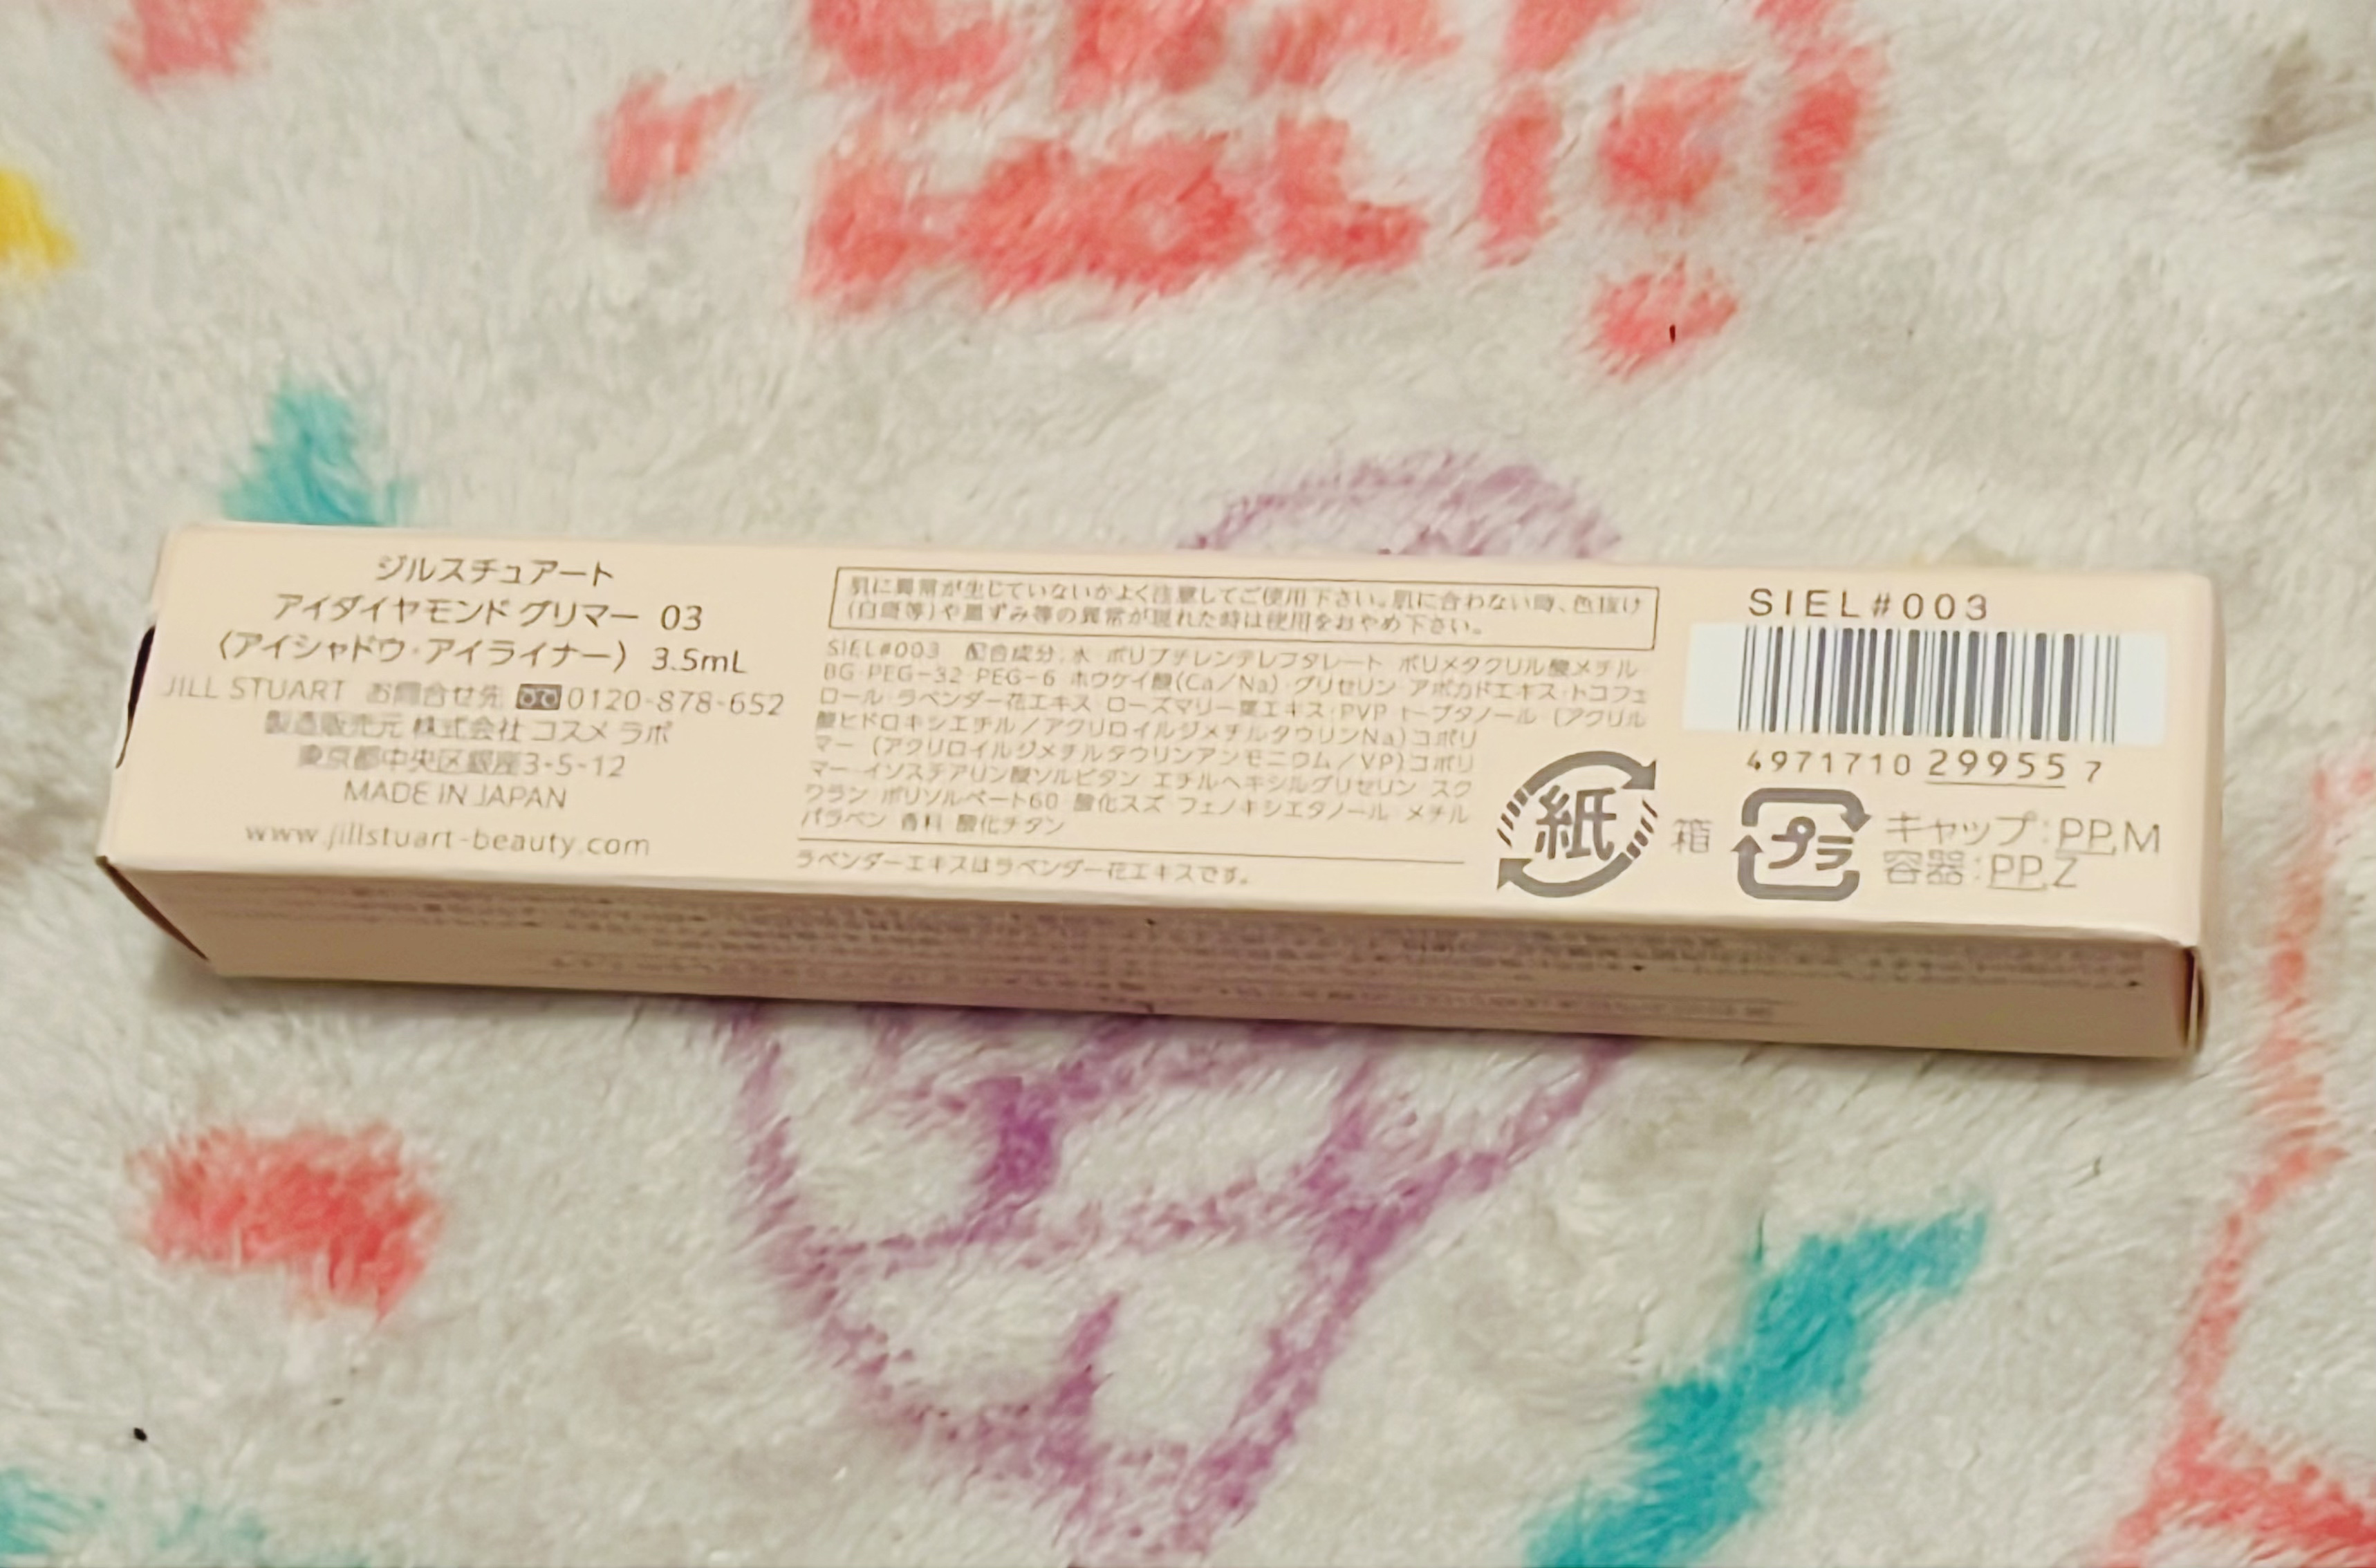 ジルスチュアート
アイダイヤモンド グリマー 03
〈アイシャドウ・アイライナー〉 3.5mL
JILL STUART お問合せ先 0120-878-652
製造販売元 株式会社 コスメ ラボ
東京都中央区銀座3-5-12
MADE IN JAPAN
www.jillstuart-beauty.com
肌に異常が生じていないかよく注意してご使用下さい。肌に合わない時、色抜け
(白斑等)や黒ずみ等の異常が現れた時は使用をおやめ下さい。
SIEL#003 配合成分:水・ポリブチレンテレフタレート・ポリメタクリル酸メチル・
BG・PEG-32・PEG-6・ホウケイ酸(Ca/Na)・グリセリン・アボカドエキス・トコフェ
ロール・ラベンダー花エキス・ローズマリー葉エキス・PVP・t-ブタノール・(アクリル
酸ヒドロキシエチル/アクリロイルジメチルタウリンNa)コポリ
マー・(アクリロイルジメチルタウリンアンモニウム/VP)コポリ
マー・イソステアリン酸ソルビタン・エチルヘキシルグリセリン・スク
ワラン・ポリソルベート60・酸化スズ・フェノキシエタノール・メチル
パラベン・香料・酸化チタン
ラベンダーエキスはラベンダー花エキスです。
SIEL#003
4971710 29955 7
紙 箱
プラ キャップ:PP,M
容器:PP,Z